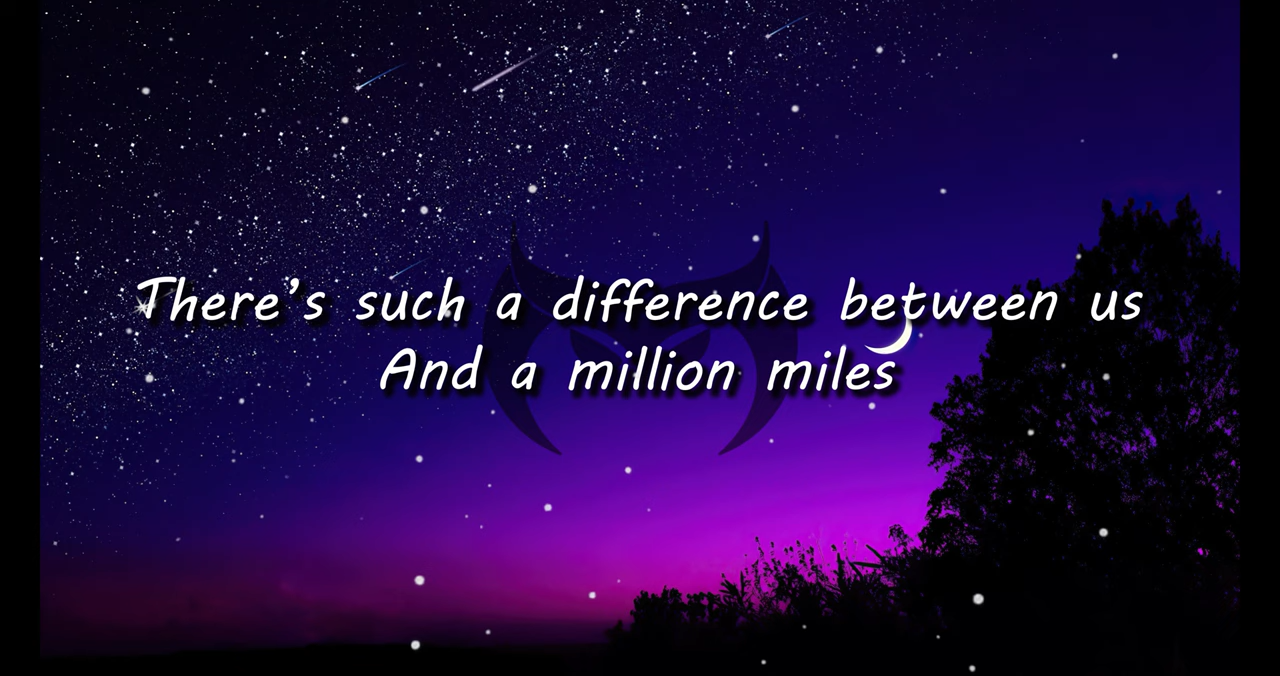 There’s such a difference between us
And a million miles